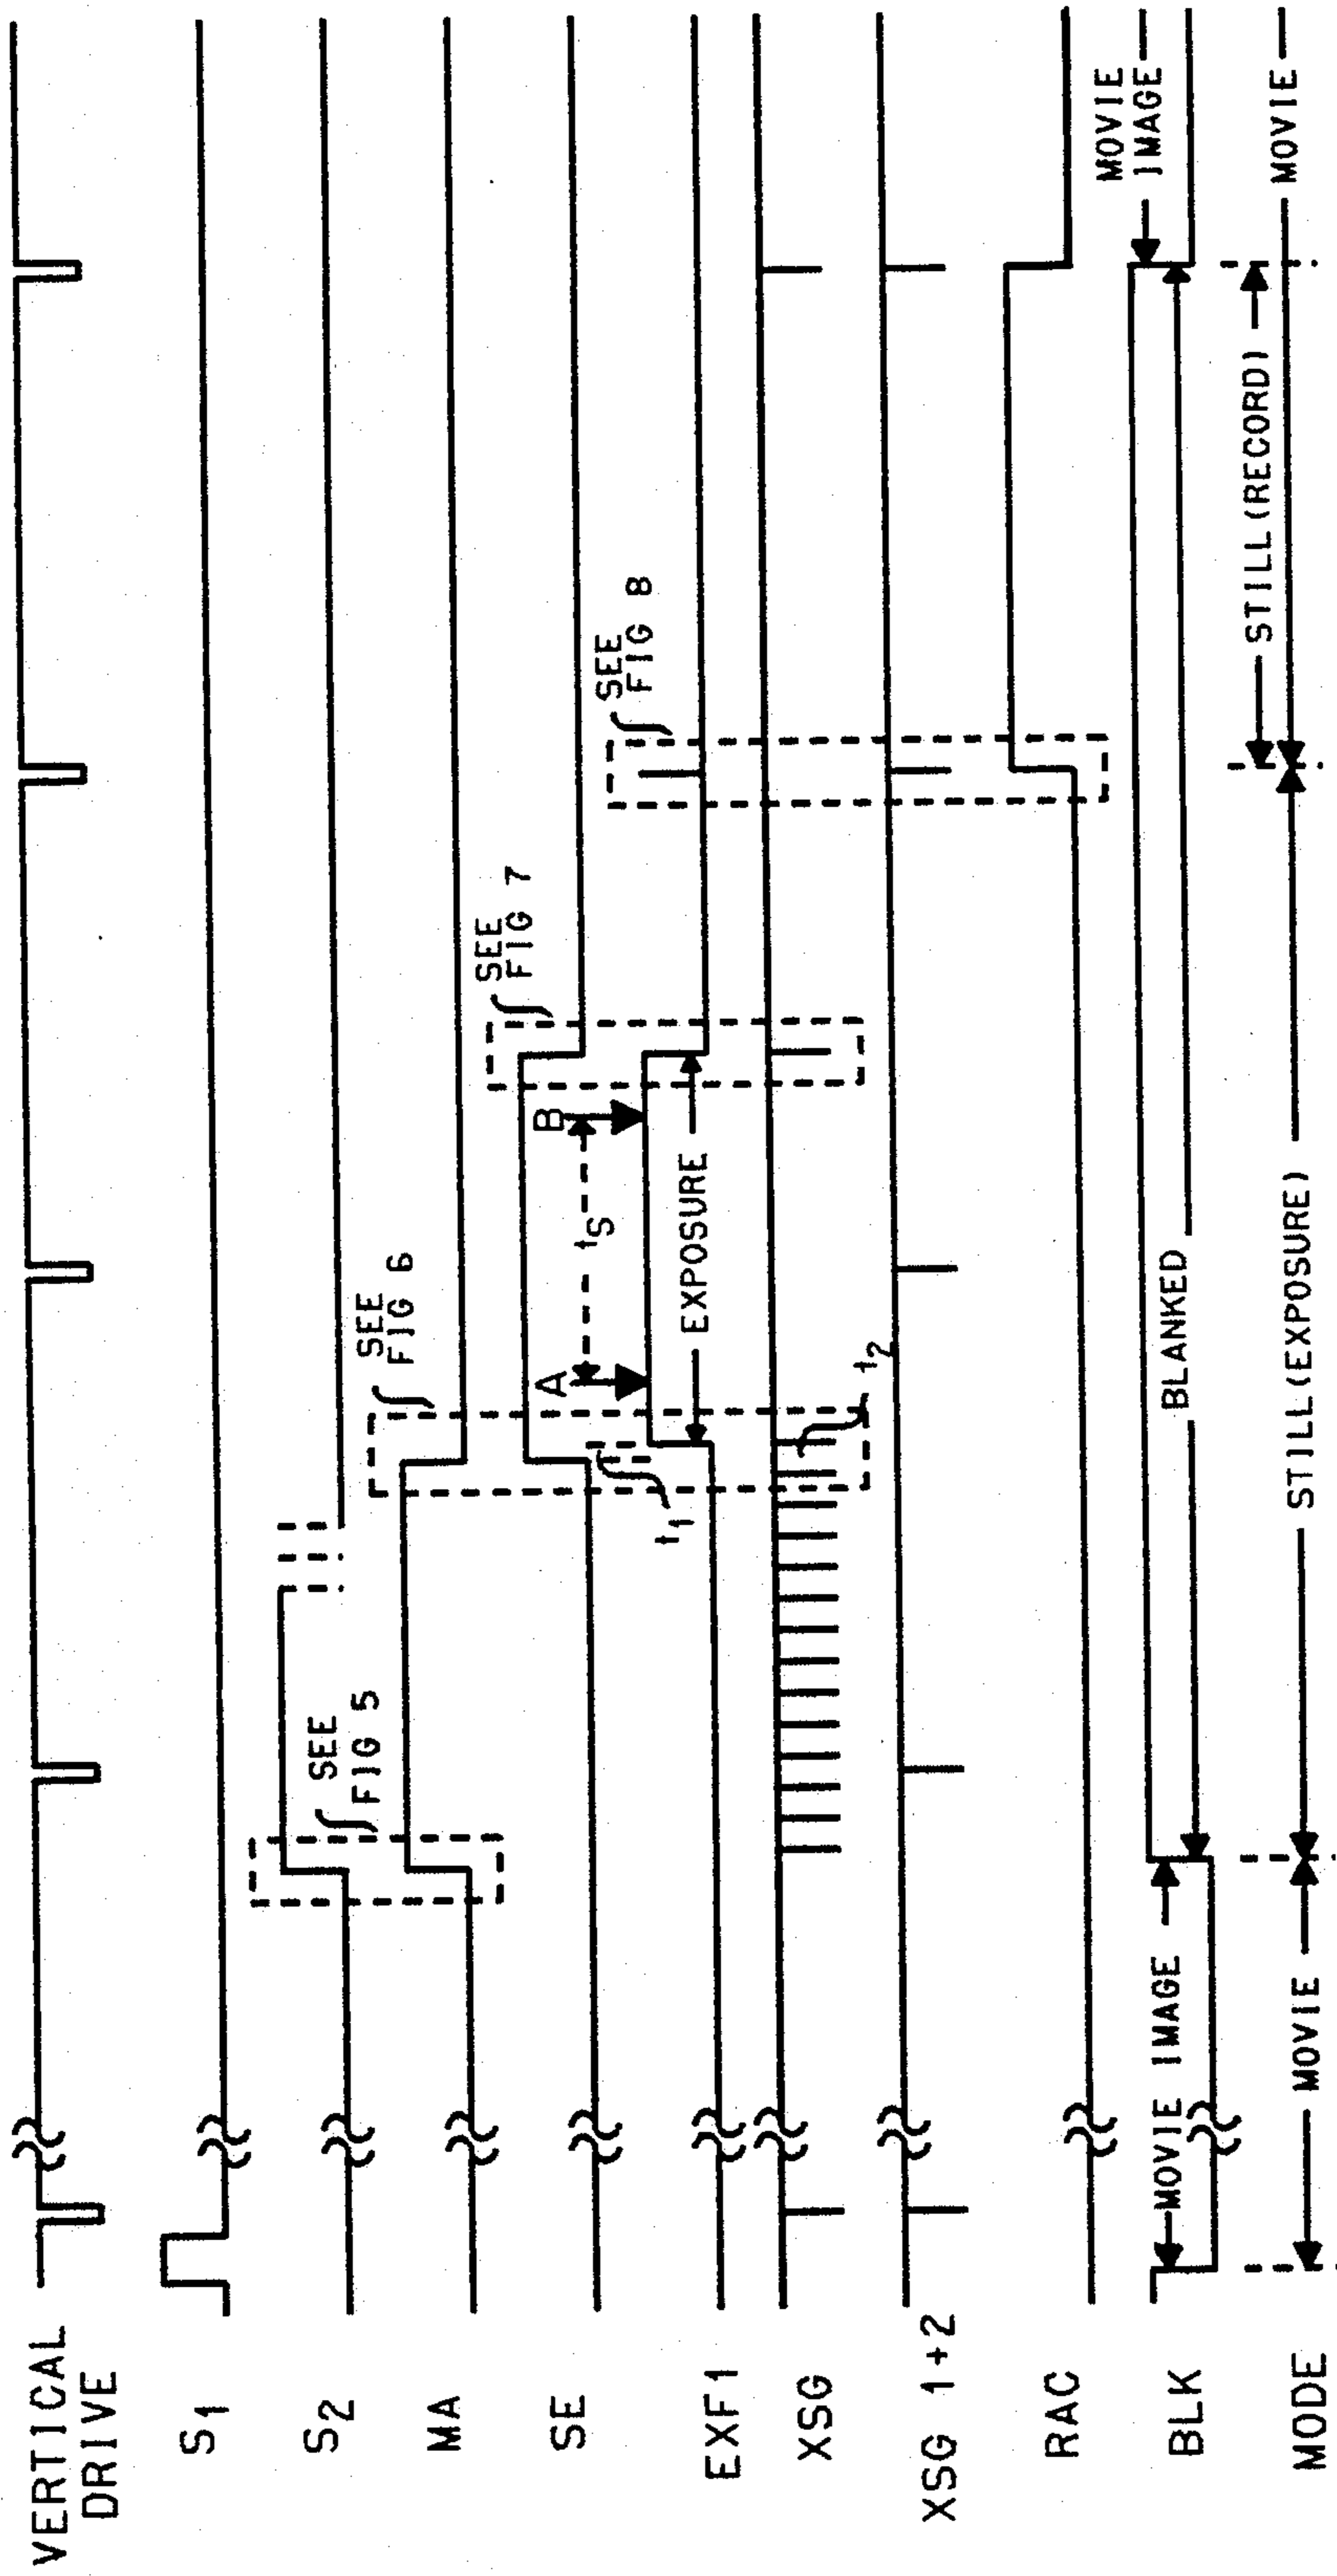 VERTICAL
DRIVE
S1
S2
SEE
FIG 5
MA
SEE
FIG 6
SE
SEE
FIG 7
A
tS
B
t1
EXF1
EXPOSURE
SEE
FIG 8
XSG
t2
XSG 1+2
RAC
BLK
MOVIE IMAGE
BLANKED
MOVIE
IMAGE
MODE
MOVIE
STILL(EXPOSURE)
STILL(RECORD)
MOVIE